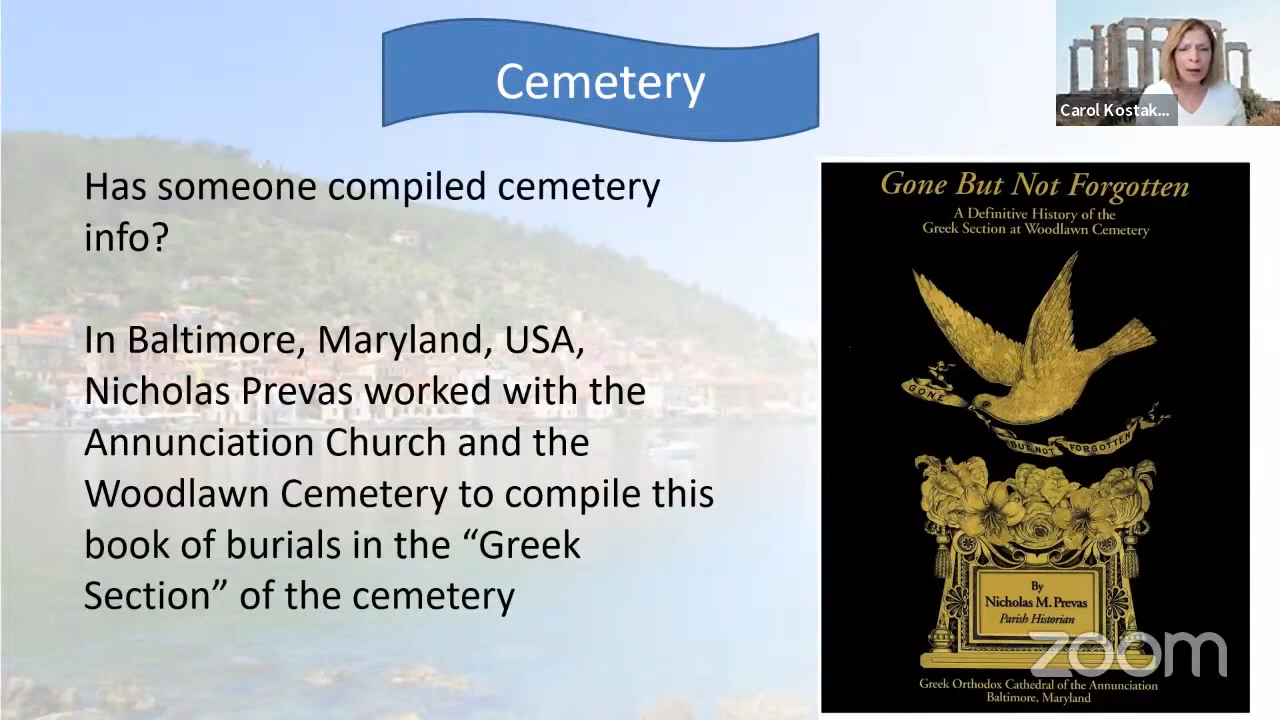 Cemetery
Carol Kostak...
Has someone compiled cemetery
info?
In Baltimore, Maryland, USA,
Nicholas Prevas worked with the
Annunciation Church and the
Woodlawn Cemetery to compile this
book of burials in the “Greek
Section” of the cemetery
Gone But Not Forgotten
A Definitive History of the
Greek Section at Woodlawn Cemetery
GONE
BUT NOT FORGOTTEN
By
Nicholas M. Prevas
Parish Historian
zoom
Greek Orthodox Cathedral of the Annunciation
Baltimore, Maryland